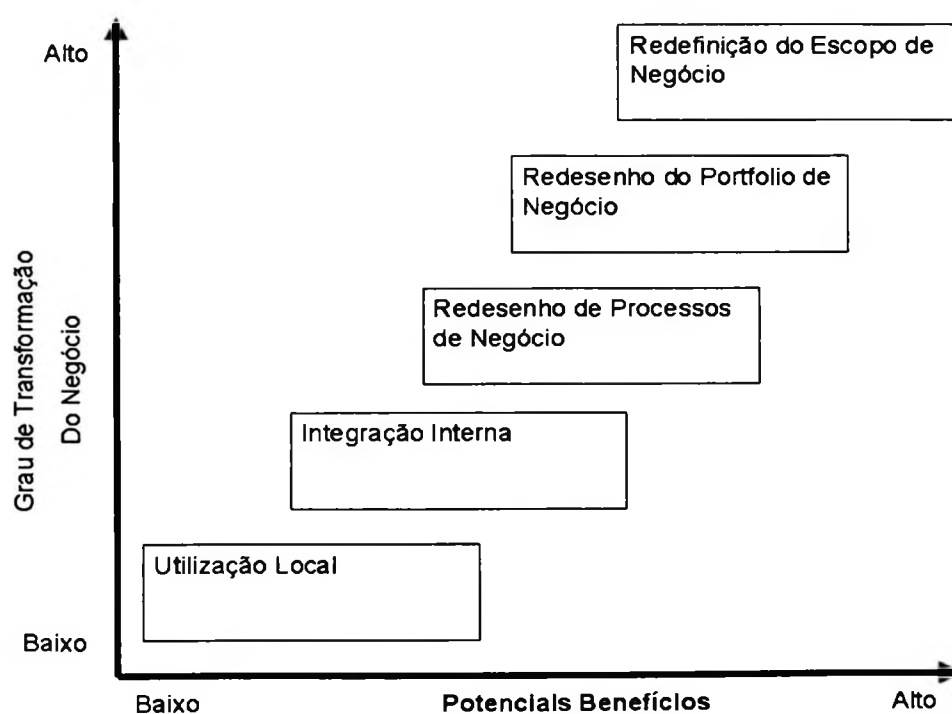 Alto
Redefinição do Escopo de
Negócio
Redesenho do Portfolio de
Negócio
Grau de Transformação
Do Negócio
Redesenho de Processos
de Negócio
Integração Interna
Utilização Local
Baixo
Baixo
Potenciais Benefícios
Alto